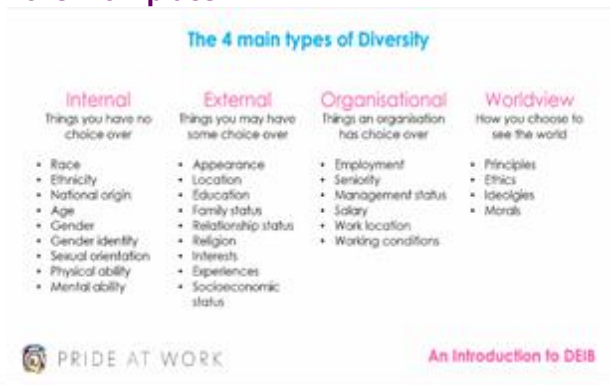 The 4 main types of Diversity
Internal
Things you have no
choice over
• Race
• Ethnicity
• National origin
• Age
• Gender
• Gender identity
• Sexual orientation
• Physical ability
• Mental ability
External
Things you may have
some choice over
• Appearance
• Location
• Education
• Family status
• Relationship status
• Religion
• Interests
• Experiences
• Socioeconomic
status
Organisational
Things an organisation
has choice over
• Employment
• Seniority
• Management status
• Salary
• Work location
• Working conditions
Worldview
How you choose to
see the world
• Principles
• Ethics
• Ideolgies
• Morals
PRIDE AT WORK
An Introduction to DEIB